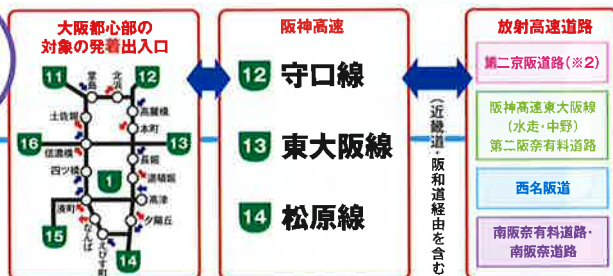 大阪都心部の
対象の発着出入口
11
12
堂島
北浜
土佐堀
高麗橋
本町
16
13
信濃橋
長堀
四ツ橋
道頓堀
1
高津
湊町
夕陽丘
なんば
えびす町
15
14
阪神高速
12 守口線
13 東大阪線
14 松原線
(近畿道・阪和道経由を含む
放射高速道路
第二京阪道路(※2)
阪神高速東大阪線
(水走・中野)
第二阪奈有料道路
西名阪道
南阪奈有料道路・
南阪奈道路